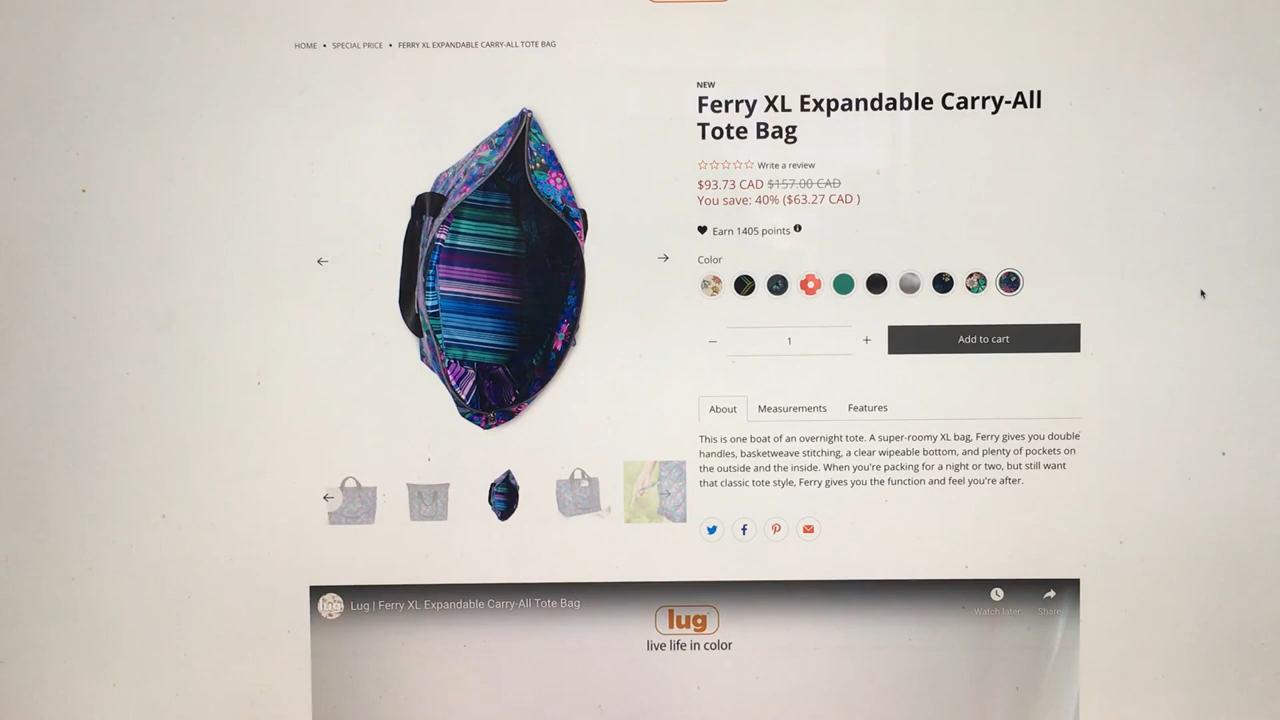 HOME • SPECIAL PRICE • FERRY XL EXPANDABLE CARRY-ALL TOTE BAG
NEW
Ferry XL Expandable Carry-All
Tote Bag
Write a review
$93.73 CAD $157.00 CAD
You save: 40% ($63.27 CAD )
Earn 1405 points
Color
− 1 + Add to cart
About Measurements Features
This is one boat of an overnight tote. A super-roomy XL bag, Ferry gives you double
handles, basketweave stitching, a clear wipeable bottom, and plenty of pockets on
the outside and the inside. When you're packing for a night or two, but still want
that classic tote style, Ferry gives you the function and feel you're after.
lug Lug | Ferry XL Expandable Carry-All Tote Bag
Watch later Share
lug
live life in color